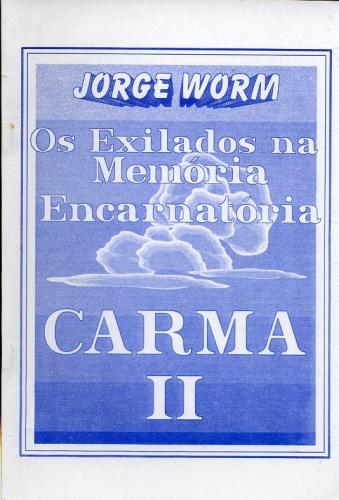 JORGE WORM
Os Exilados na
Memória
Encarnatória
CARMA
II